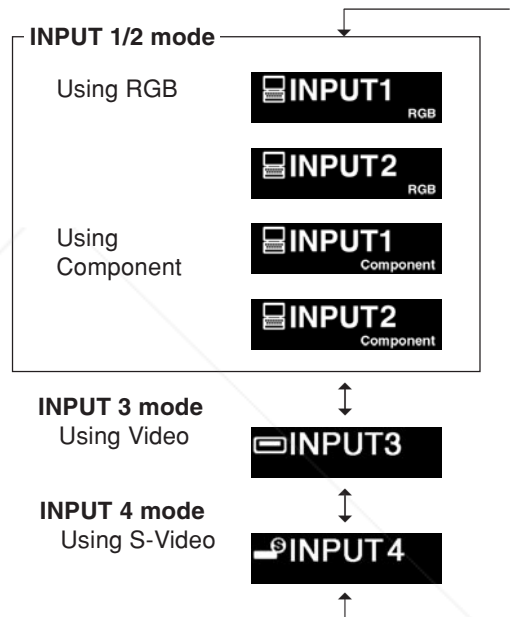 INPUT 1/2 mode
Using RGB
INPUT1
RGB
INPUT2
RGB
Using
Component
INPUT1
Component
INPUT2
Component
INPUT 3 mode
Using Video
INPUT3
INPUT 4 mode
Using S-Video
S
INPUT4